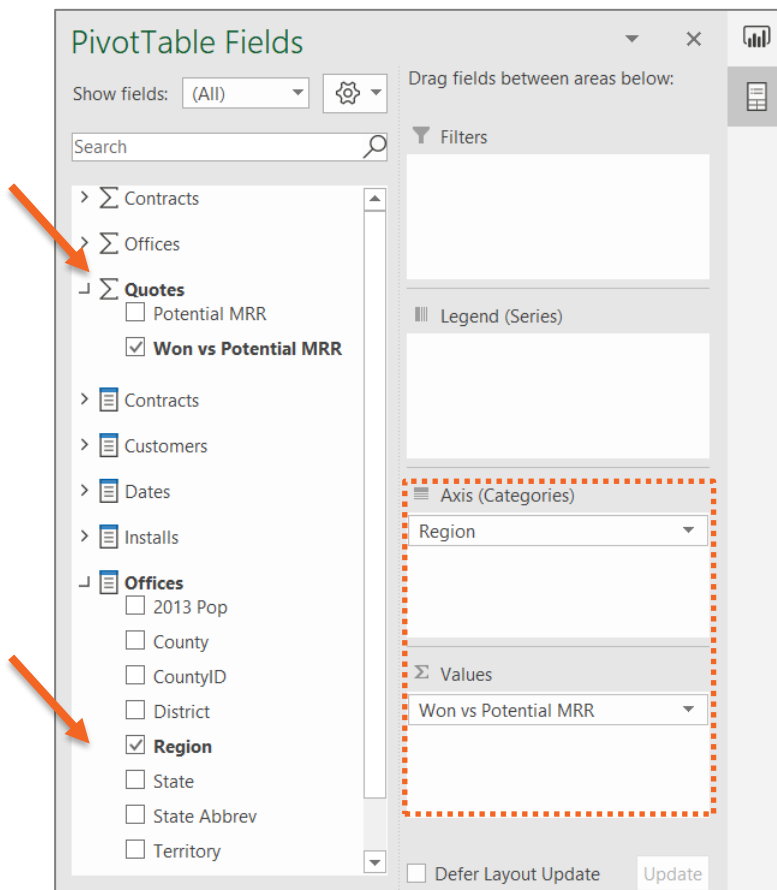 PivotTable Fields
Show fields: (All)
Search
Contracts
Offices
Quotes
Potential MRR
Won vs Potential MRR
Contracts
Customers
Dates
Installs
Offices
2013 Pop
County
CountyID
District
Region
State
State Abbrev
Territory
Drag fields between areas below:
Filters
Legend (Series)
Axis (Categories)
Region
Σ Values
Won vs Potential MRR
Defer Layout Update
Update